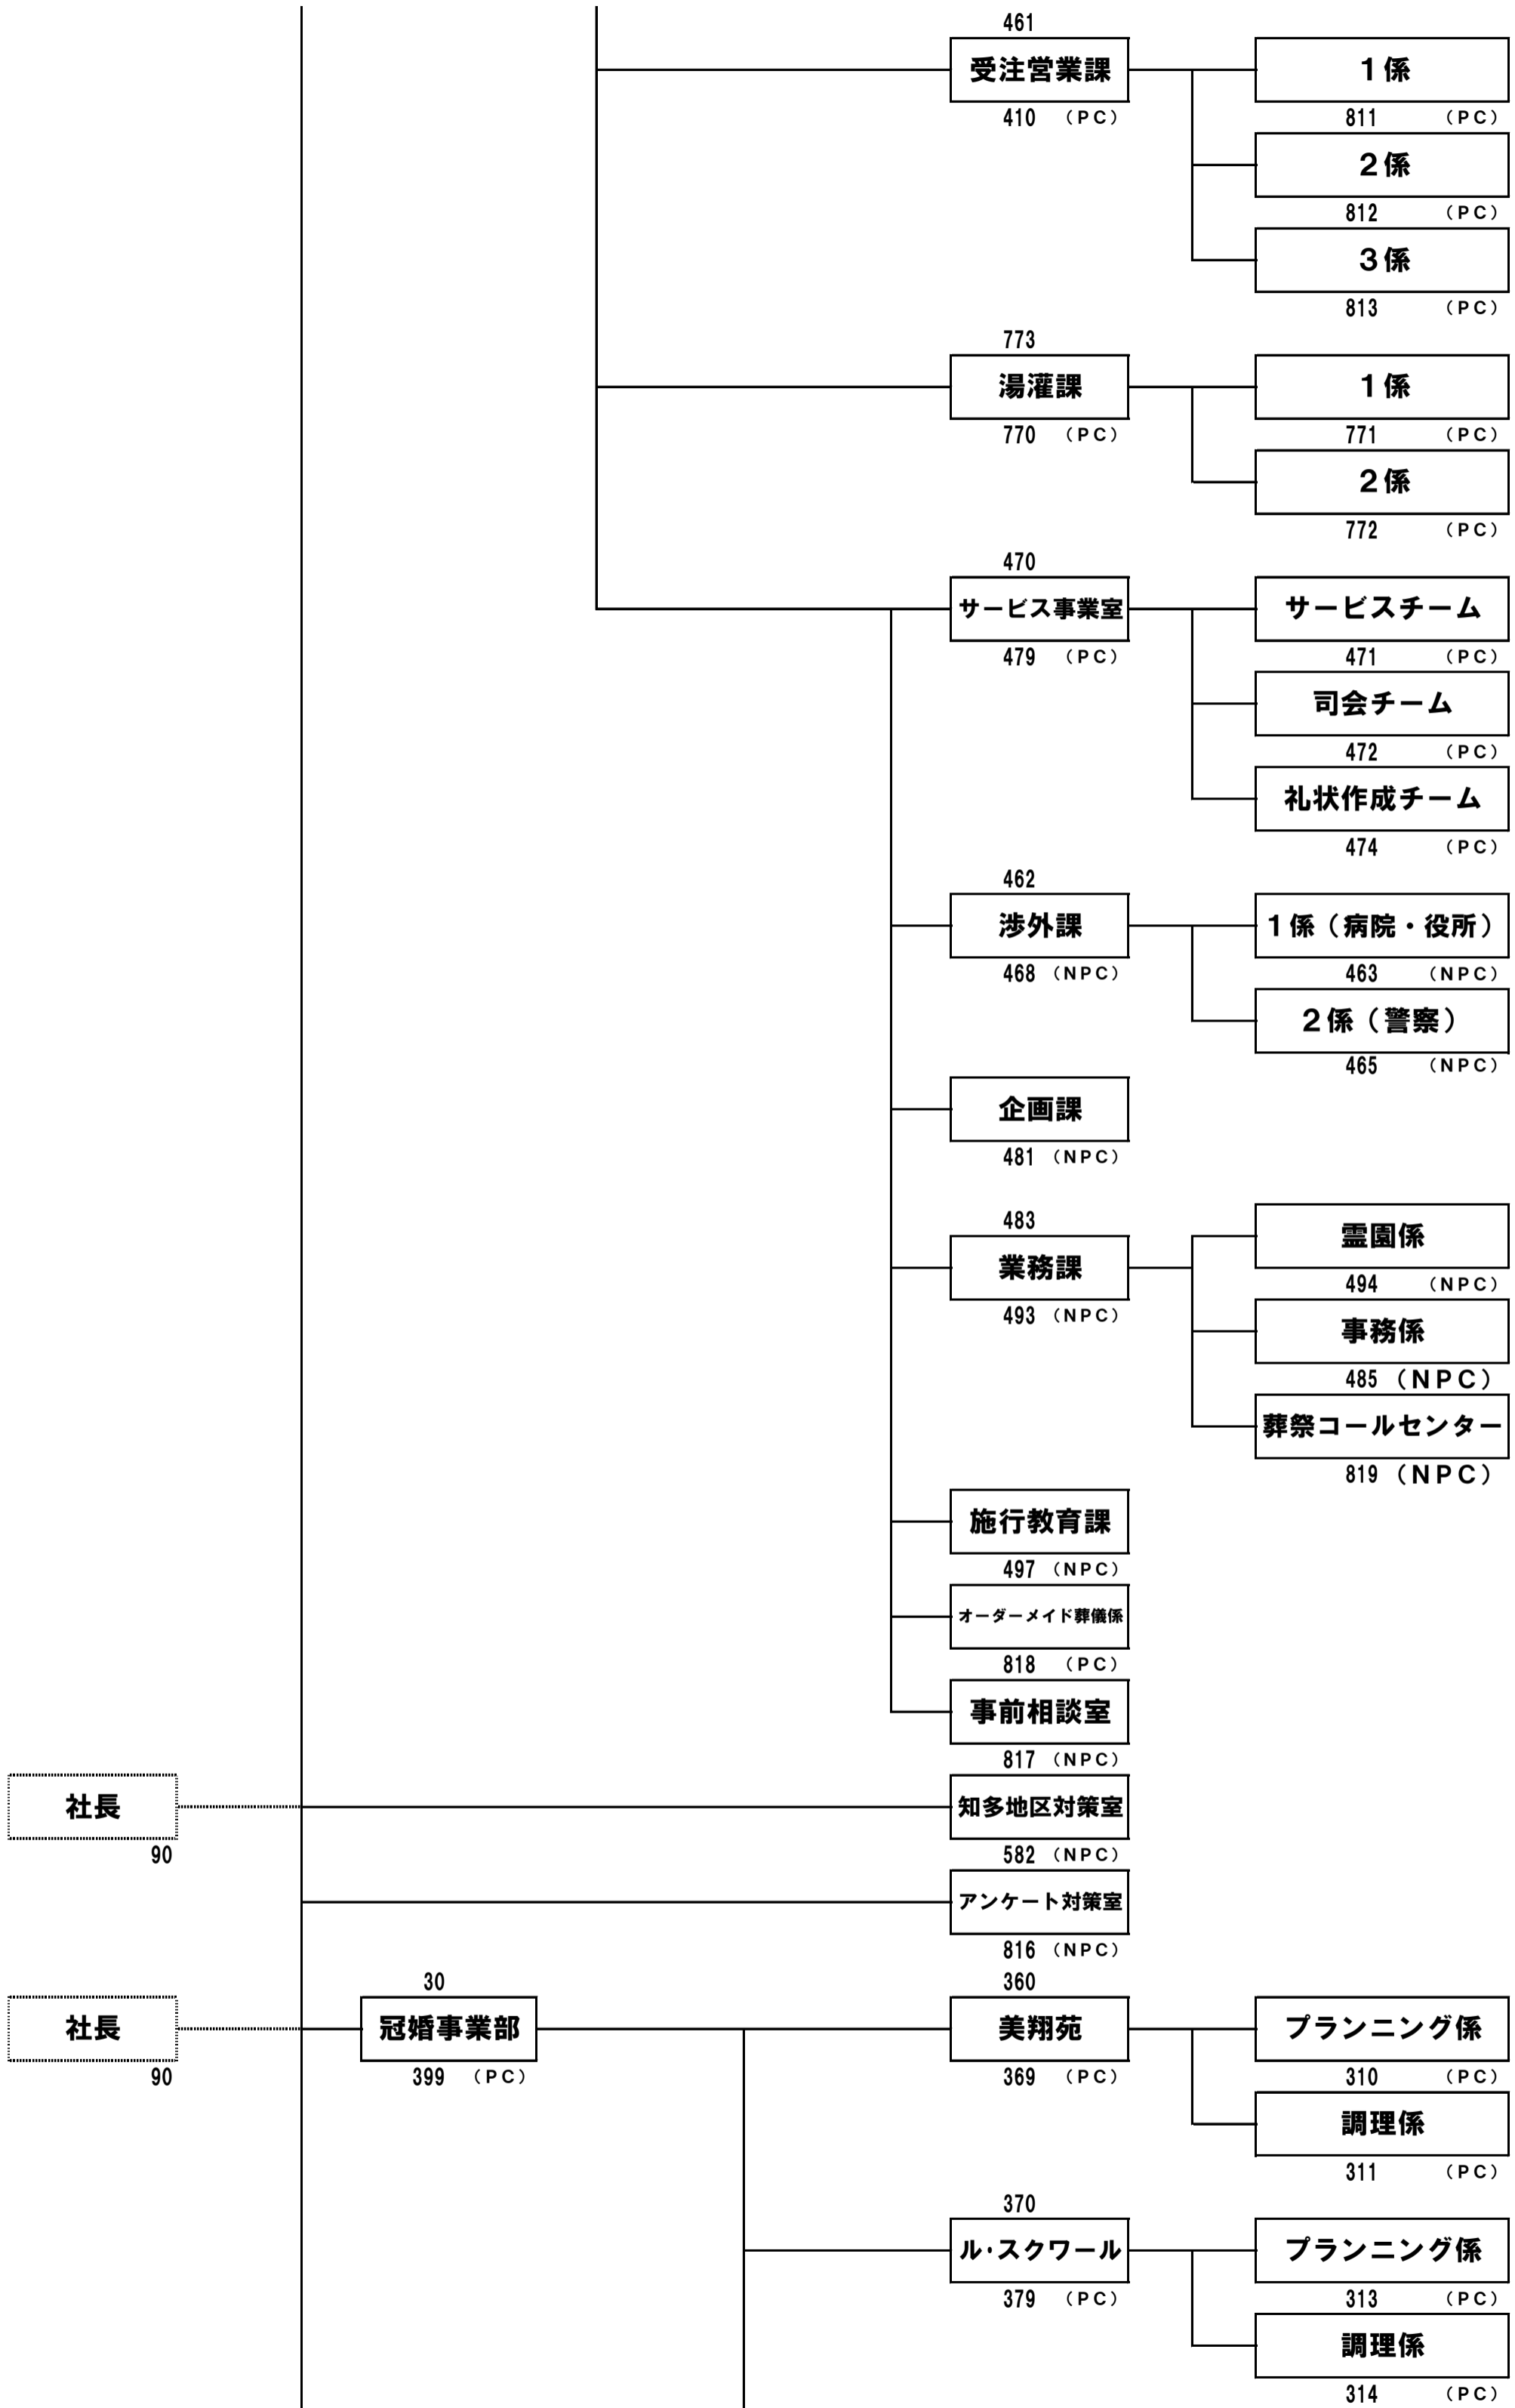 461
受注営業課 1係
410 (PC) 811 (PC)
2係
812 (PC)
3係
813 (PC)
773
湯灌課 1係
770 (PC) 771 (PC)
2係
772 (PC)
470
サービス事業室 サービスチーム
479 (PC) 471 (PC)
司会チーム
472 (PC)
礼状作成チーム
474 (PC)
462
渉外課 1係(病院・役所)
468 (NPC) 463 (NPC)
2係(警察)
465 (NPC)
企画課
481 (NPC)
483
霊園係
業務課
494 (NPC)
493 (NPC)
事務係
485 (NPC)
葬祭コールセンター
819 (NPC)
施行教育課
497 (NPC)
オーダーメイド葬儀係
818 (PC)
事前相談室
817 (NPC)
社長 知多地区対策室
90 582 (NPC)
アンケート対策室
816 (NPC)
30 360
社長 冠婚事業部 美翔苑 プランニング係
90 399 (PC) 369 (PC) 310 (PC)
調理係
311 (PC)
370
ル・スクワール プランニング係
379 (PC) 313 (PC)
調理係
314 (PC)